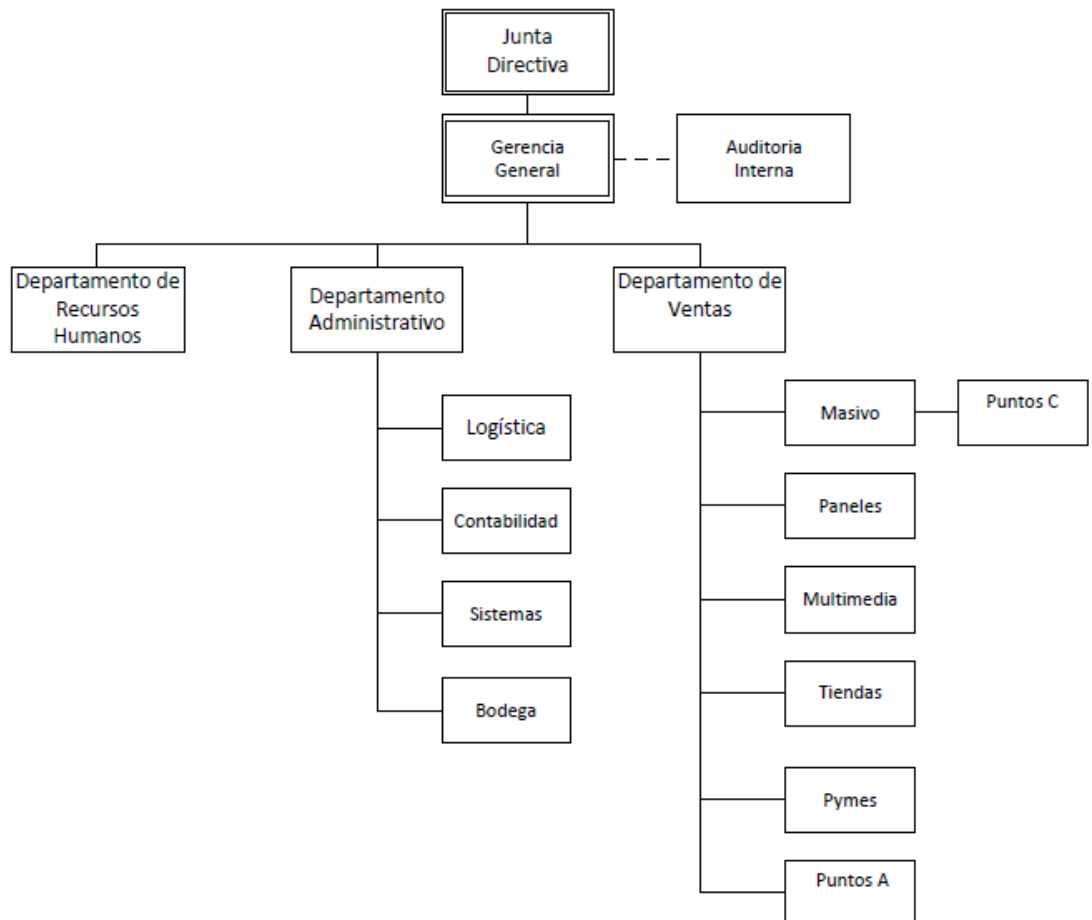 Junta
Directiva
Gerencia
General
Auditoria
Interna
Departamento de
Recursos
Humanos
Departamento
Administrativo
Departamento de
Ventas
Logística
Contabilidad
Sistemas
Bodega
Masivo
Puntos C
Paneles
Multimedia
Tiendas
Pymes
Puntos A